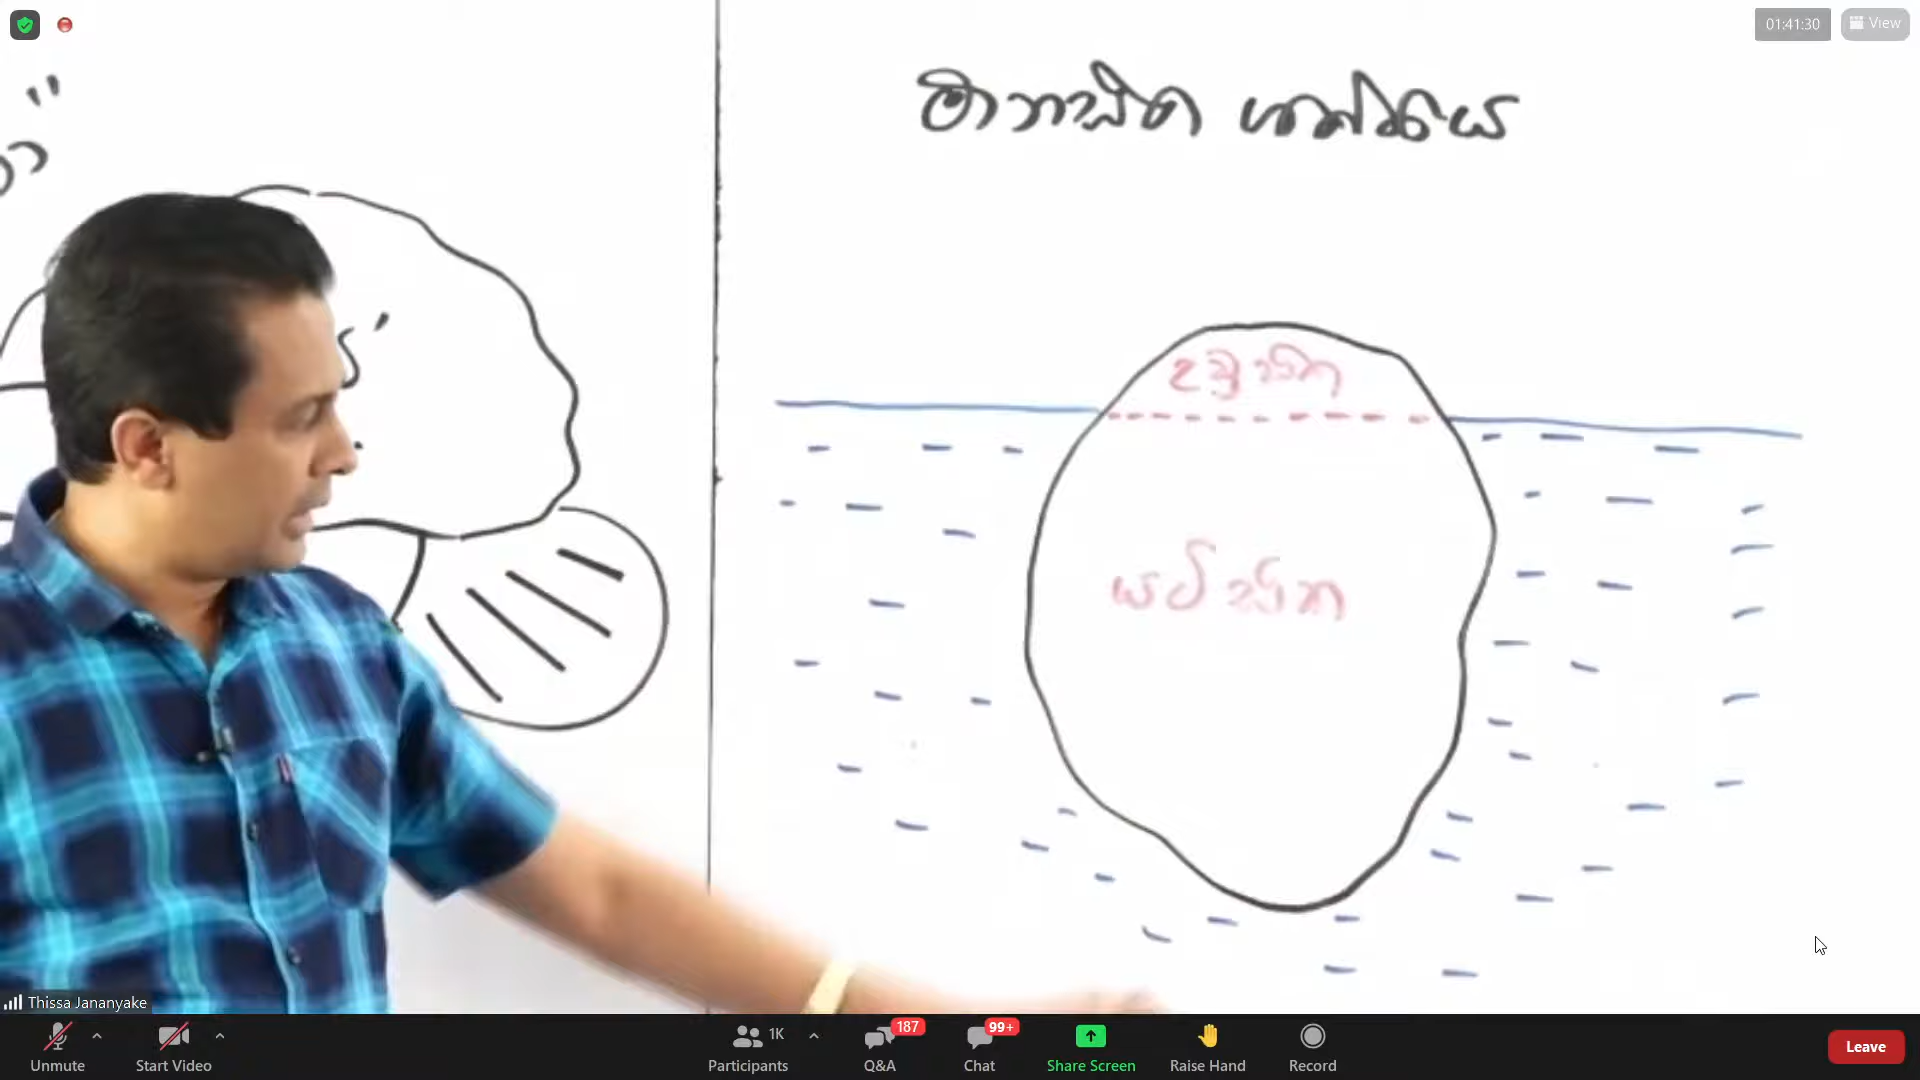 01:41:30
View
මානසික ශක්තිය
උඩු සිත
යටි සිත
Thissa Jananyake
Unmute
Start Video
1K
Participants
187
Q&A
99+
Chat
Share Screen
Raise Hand
Record
Leave